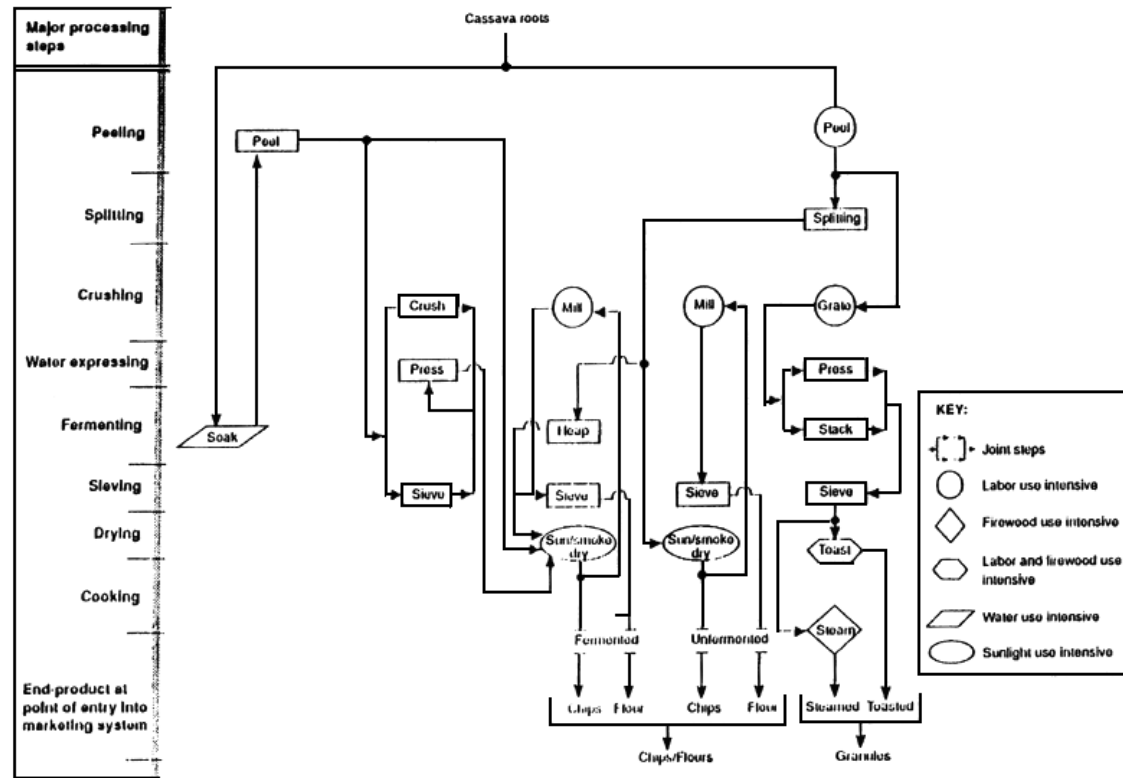 Major processing
steps
Cassava roots
Peeling
Peel
Peel
Splitting
Splitting
Crushing
Crush
Mill
Mill
Grate
Water expressing
Press
Press
Fermenting
Soak
Heap
Stack
Sieving
Sieve
Sieve
Sieve
Sieve
Drying
Sun/smoke
dry
Sun/smoke
dry
Toast
Cooking
Steam
Fermented
Unfermented
End-product at
point of entry into
marketing system
Chips
Flour
Chips
Flour
Steamed
Toasted
Chips/Flours
Granules
KEY:
Joint steps
Labor use intensive
Firewood use intensive
Labor and firewood use
intensive
Water use intensive
Sunlight use intensive